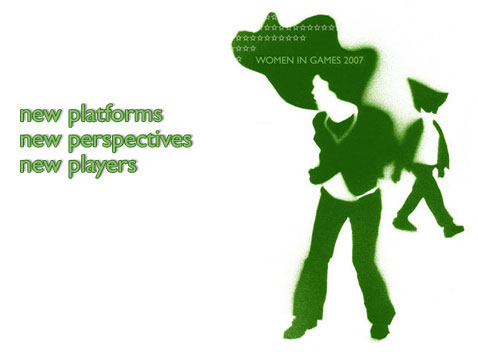 WOMEN IN GAMES 2007
new platforms
new perspectives
new players